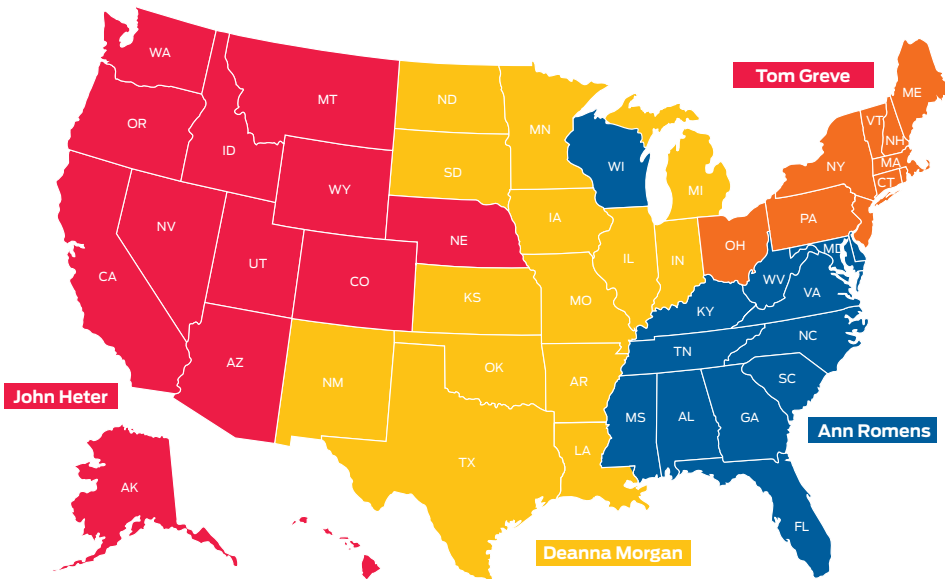 WA
ME
Tom Greve
MT
ND
VT
OR
MN
NH
ID
MA
WI
NY
SD
CT
WY
MI
PA
IA
NV
NE
OH
MD
IL
IN
UT
CA
CO
WV
VA
KS
MO
KY
NC
TN
AZ
OK
AR
NM
SC
John Heter
MS
AL
GA
Ann Romens
LA
TX
AK
FL
Deanna Morgan